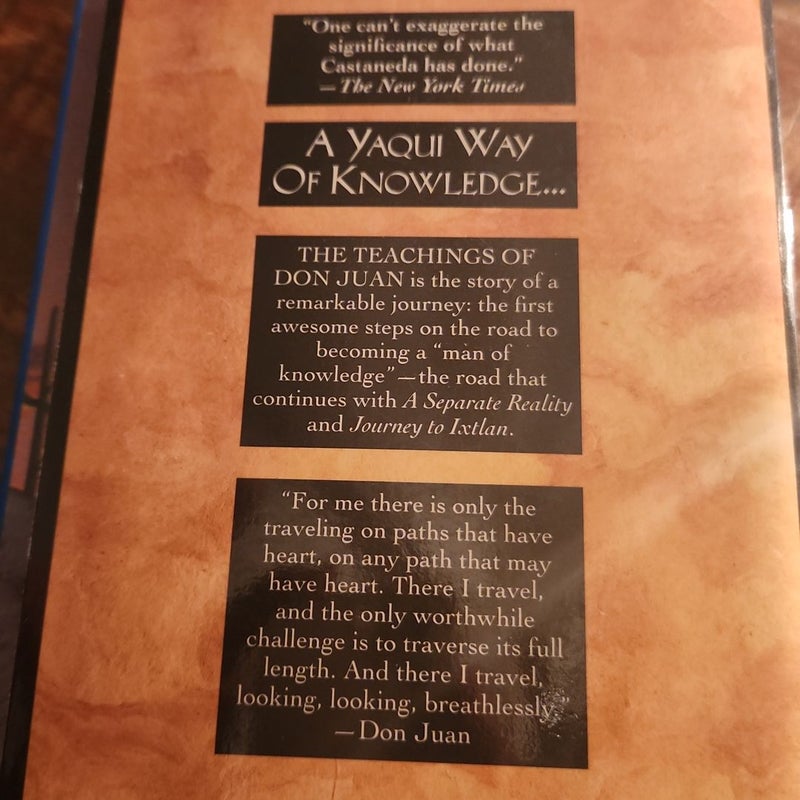 "One can't exaggerate the
significance of what
Castaneda has done."
—The New York Times
A YAQUI WAY
OF KNOWLEDGE...
THE TEACHINGS OF
DON JUAN is the story of a
remarkable journey: the first
awesome steps on the road to
becoming a "man of
knowledge"—the road that
continues with A Separate Reality
and Journey to Ixtlan.
"For me there is only the
traveling on paths that have
heart, on any path that may
have heart. There I travel,
and the only worthwhile
challenge is to traverse its full
length. And there I travel,
looking, looking, breathlessly."
—Don Juan